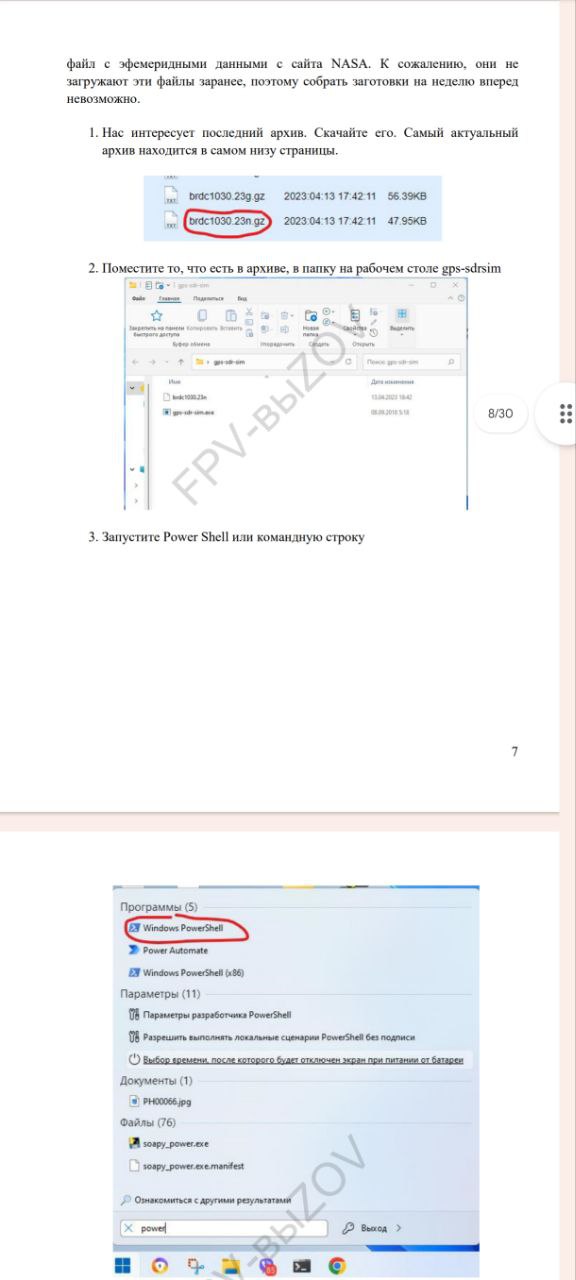 файл с эфемеридными данными с сайта NASA. К сожалению, они не
загружают эти файлы заранее, поэтому собрать заготовки на неделю вперед
невозможно.
1. Нас интересует последний архив. Скачайте его. Самый актуальный
архив находится в самом низу страницы.
brdc1030.23g.gz 2023:04:13 17:42:11 56.39KB
brdc1030.23n.gz 2023:04:13 17:42:11 47.95KB
2. Поместите то, что есть в архиве, в папку на рабочем столе gps-sdrsim
gps-sdr-sim
Файл Главная Поделиться Вид
Закрепить на панели Копировать Вставить Новая Свойства Выделить
быстрого доступа папка
Буфер обмена Упорядочить Создать Открыть
gps-sdr-sim Поиск: gps-sdr-sim
Имя Дата изменения
brdc1030.23n 13.04.2023 18:42
gps-sdr-sim.exe 08.09.2018 5:18
FPV-ВЫZOV
8/30
3. Запустите Power Shell или командную строку
7
Программы (5)
Windows PowerShell
Power Automate
Windows PowerShell (x86)
Параметры (11)
Параметры разработчика PowerShell
Разрешить выполнять локальные сценарии PowerShell без подписи
Выбор времени, после которого будет отключен экран при питании от батареи
Документы (1)
PH00066.jpg
Файлы (76)
soapy_power.exe
soapy_power.exe.manifest
Ознакомиться с другими результатами
power Выход
V-ВЫZOV